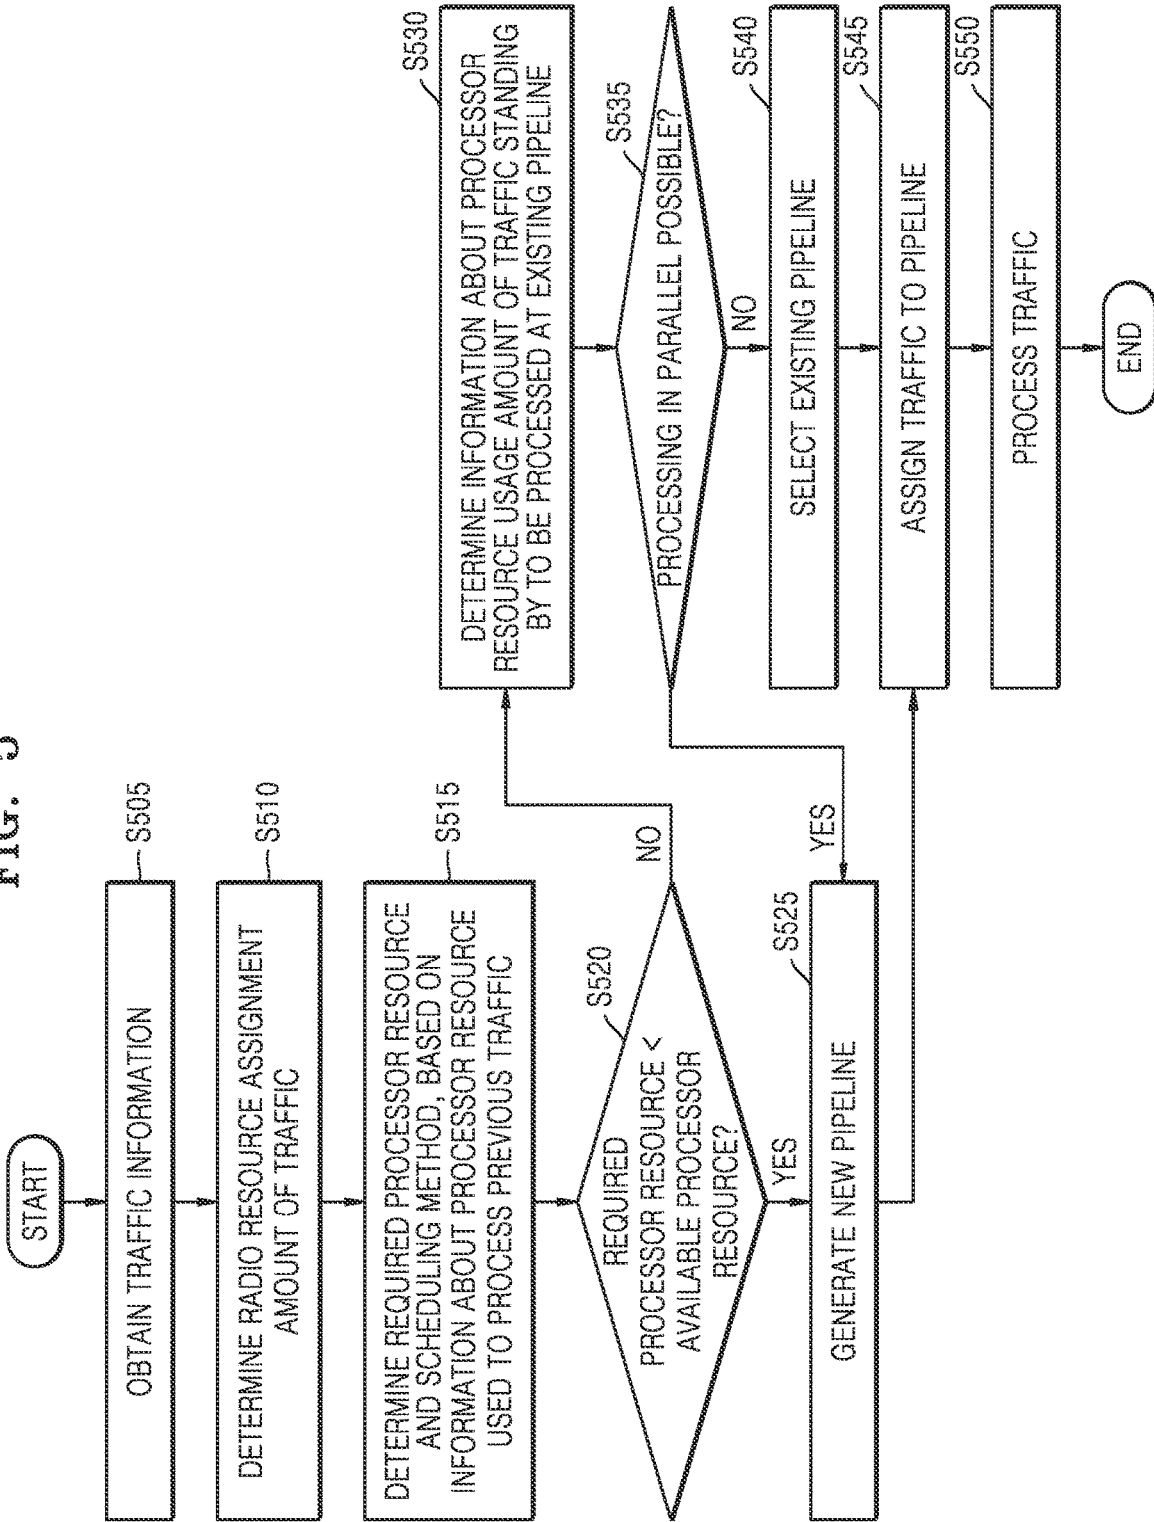 FIG. 5
START
OBTAIN TRAFFIC INFORMATION
S505
DETERMINE RADIO RESOURCE ASSIGNMENT
AMOUNT OF TRAFFIC
S510
DETERMINE REQUIRED PROCESSOR RESOURCE
AND SCHEDULING METHOD, BASED ON
INFORMATION ABOUT PROCESSOR RESOURCE
USED TO PROCESS PREVIOUS TRAFFIC
S515
REQUIRED
PROCESSOR RESOURCE <
AVAILABLE PROCESSOR
RESOURCE?
S520
NO
YES
GENERATE NEW PIPELINE
S525
YES
DETERMINE INFORMATION ABOUT PROCESSOR
RESOURCE USAGE AMOUNT OF TRAFFIC STANDING
BY TO BE PROCESSED AT EXISTING PIPELINE
S530
PROCESSING IN PARALLEL POSSIBLE?
S535
NO
SELECT EXISTING PIPELINE
S540
ASSIGN TRAFFIC TO PIPELINE
S545
PROCESS TRAFFIC
S550
END